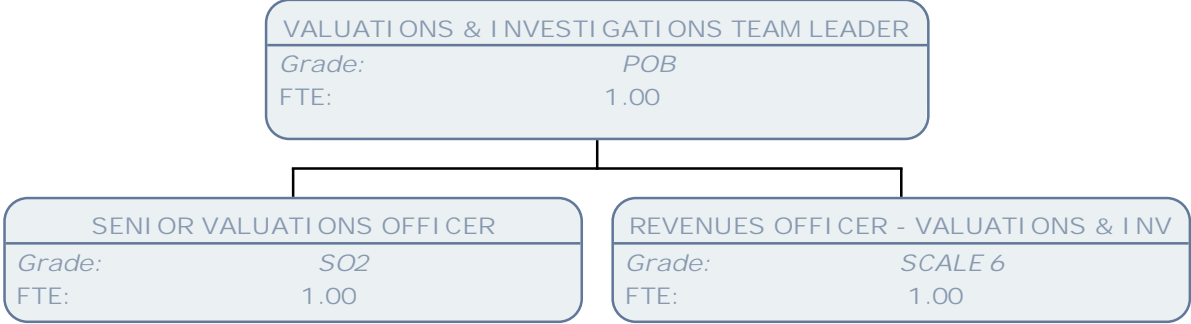 VALUATIONS & INVESTIGATIONS TEAM LEADER
Grade: POB
FTE: 1.00
SENIOR VALUATIONS OFFICER
Grade: SO2
FTE: 1.00
REVENUES OFFICER - VALUATIONS & INV
Grade: SCALE 6
FTE: 1.00